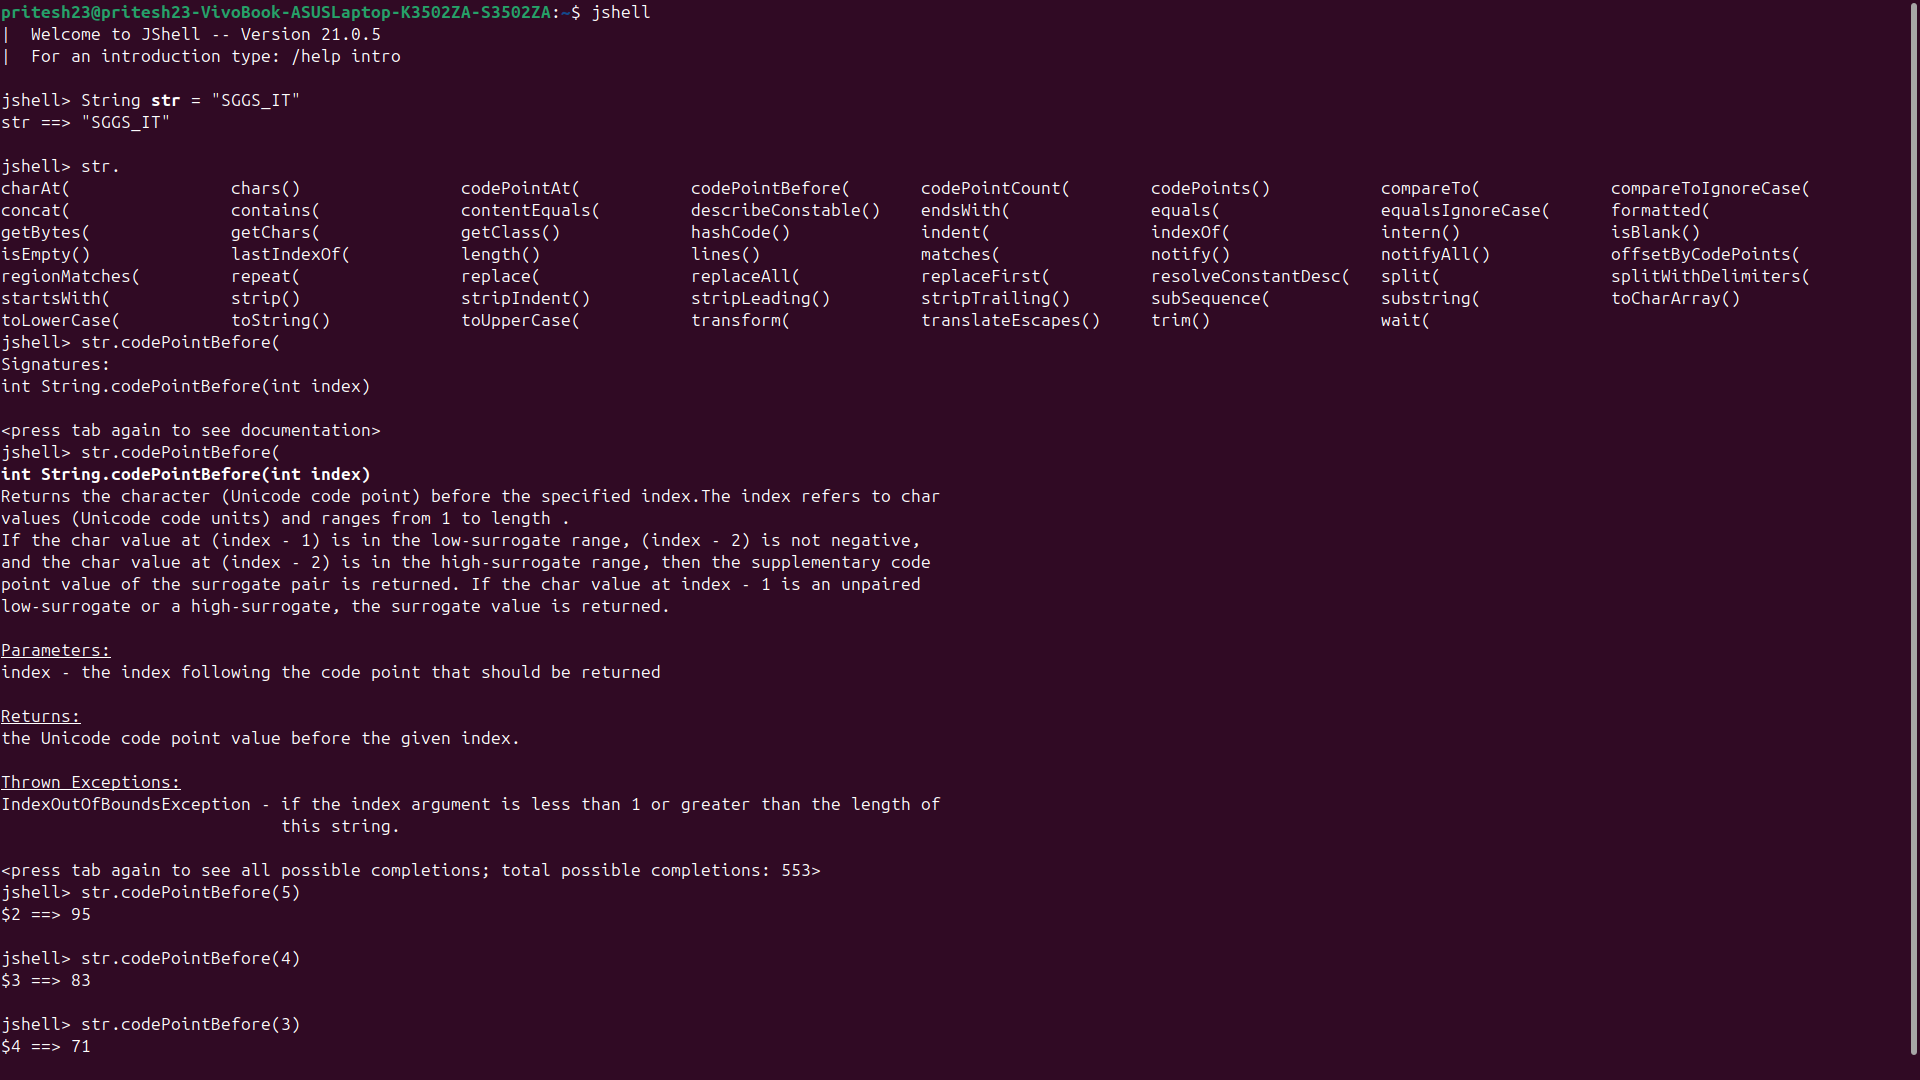 pritesh23@pritesh23-VivoBook-ASUSLaptop-K3502ZA-S3502ZA:~$ jshell
|  Welcome to JShell -- Version 21.0.5
|  For an introduction type: /help intro

jshell> String str = "SGGS_IT"
str ==> "SGGS_IT"

jshell> str.
charAt(                chars()                codePointAt(           codePointBefore(       codePointCount(        codePoints()           compareTo(             compareToIgnoreCase(
concat(                contains(              contentEquals(         describeConstable()    endsWith(              equals(                equalsIgnoreCase(      formatted(
getBytes(              getChars(              getClass()             hashCode()             indent(                indexOf(               intern()               isBlank()
isEmpty()              lastIndexOf(           length()               lines()                matches(               notify()               notifyAll()            offsetByCodePoints(
regionMatches(         repeat(                replace(               replaceAll(            replaceFirst(          resolveConstantDesc(   split(                 splitWithDelimiters(
startsWith(            strip()                stripIndent()          stripLeading()         stripTrailing()        subSequence(           substring(             toCharArray()
toLowerCase(           toString()             toUpperCase(           transform(             translateEscapes()     trim()                 wait(
jshell> str.codePointBefore(
Signatures:
int String.codePointBefore(int index)

<press tab again to see documentation>
jshell> str.codePointBefore(
int String.codePointBefore(int index)
Returns the character (Unicode code point) before the specified index.The index refers to char
values (Unicode code units) and ranges from 1 to length .
If the char value at (index - 1) is in the low-surrogate range, (index - 2) is not negative,
and the char value at (index - 2) is in the high-surrogate range, then the supplementary code
point value of the surrogate pair is returned. If the char value at index - 1 is an unpaired
low-surrogate or a high-surrogate, the surrogate value is returned.

Parameters:
index - the index following the code point that should be returned

Returns:
the Unicode code point value before the given index.

Thrown Exceptions:
IndexOutOfBoundsException - if the index argument is less than 1 or greater than the length of
                            this string.

<press tab again to see all possible completions; total possible completions: 553>
jshell> str.codePointBefore(5)
$2 ==> 95

jshell> str.codePointBefore(4)
$3 ==> 83

jshell> str.codePointBefore(3)
$4 ==> 71